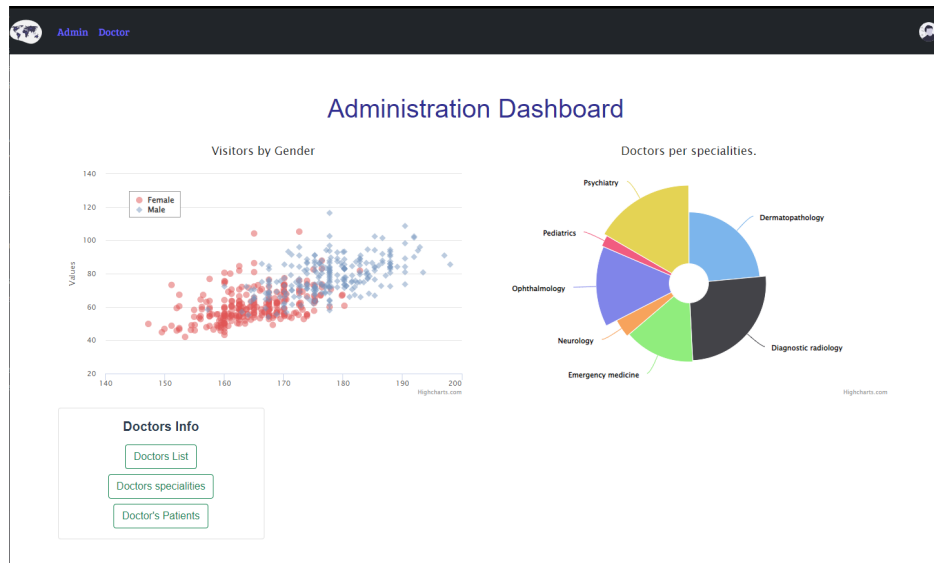 Admin Doctor
Administration Dashboard
Visitors by Gender
140
120
100
80
60
40
20
Values
Female
Male
140 150 160 170 180 190 200
Highcharts.com
Doctors per specialities.
Psychiatry
Dermatopathology
Pediatrics
Ophthalmology
Neurology
Diagnostic radiology
Emergency medicine
Highcharts.com
Doctors Info
Doctors List
Doctors specialities
Doctor's Patients